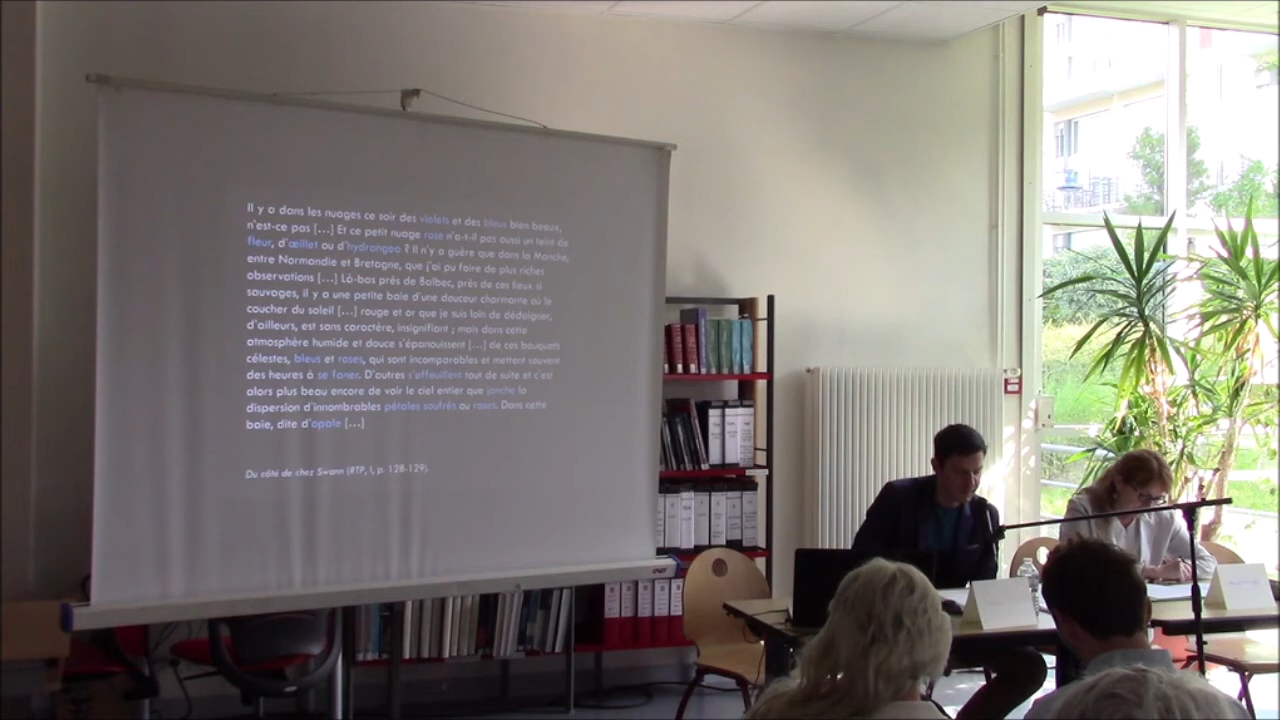 Il y a dans les nuages ce soir des violets et des bleus bien beaux,
n'est-ce pas [...] Et ce petit nuage rose n'a-t-il pas aussi un teint de
fleur, d'œillet ou d'hydrangea ? Il n'y a guère que dans la Manche,
entre Normandie et Bretagne, que j'ai pu faire de plus riches
observations [...] Là-bas près de Balbec, près de ces lieux si
sauvages, il y a une petite baie d'une douceur charmante où le
coucher du soleil [...] rouge et or que je suis loin de dédaigner,
d'ailleurs, est sans caractère, insignifiant ; mais dans cette
atmosphère humide et douce s'épanouissent [...] de ces bouquets
célestes, bleus et roses, qui sont incomparables et mettent souvent
des heures à se faner. D'autres s'effeuillent tout de suite et c'est
alors plus beau encore de voir le ciel entier que jonche la
dispersion d'innombrables pétales soufrés ou roses. Dans cette
baie, dite d'opale [...]
Du côté de chez Swann (RTP, I, p. 128-129).